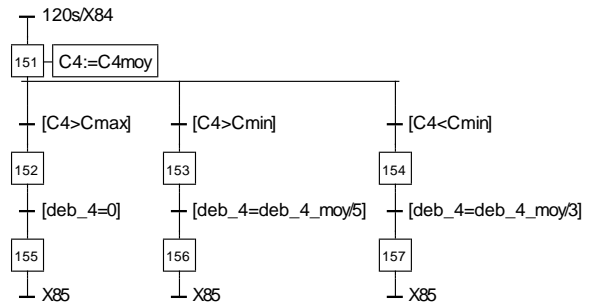 120s/X84
151 C4:=C4moy
[C4>Cmax] [C4>Cmin] [C4<Cmin]
152 153 154
[deb_4=0] [deb_4=deb_4_moy/5] [deb_4=deb_4_moy/3]
155 156 157
X85 X85 X85